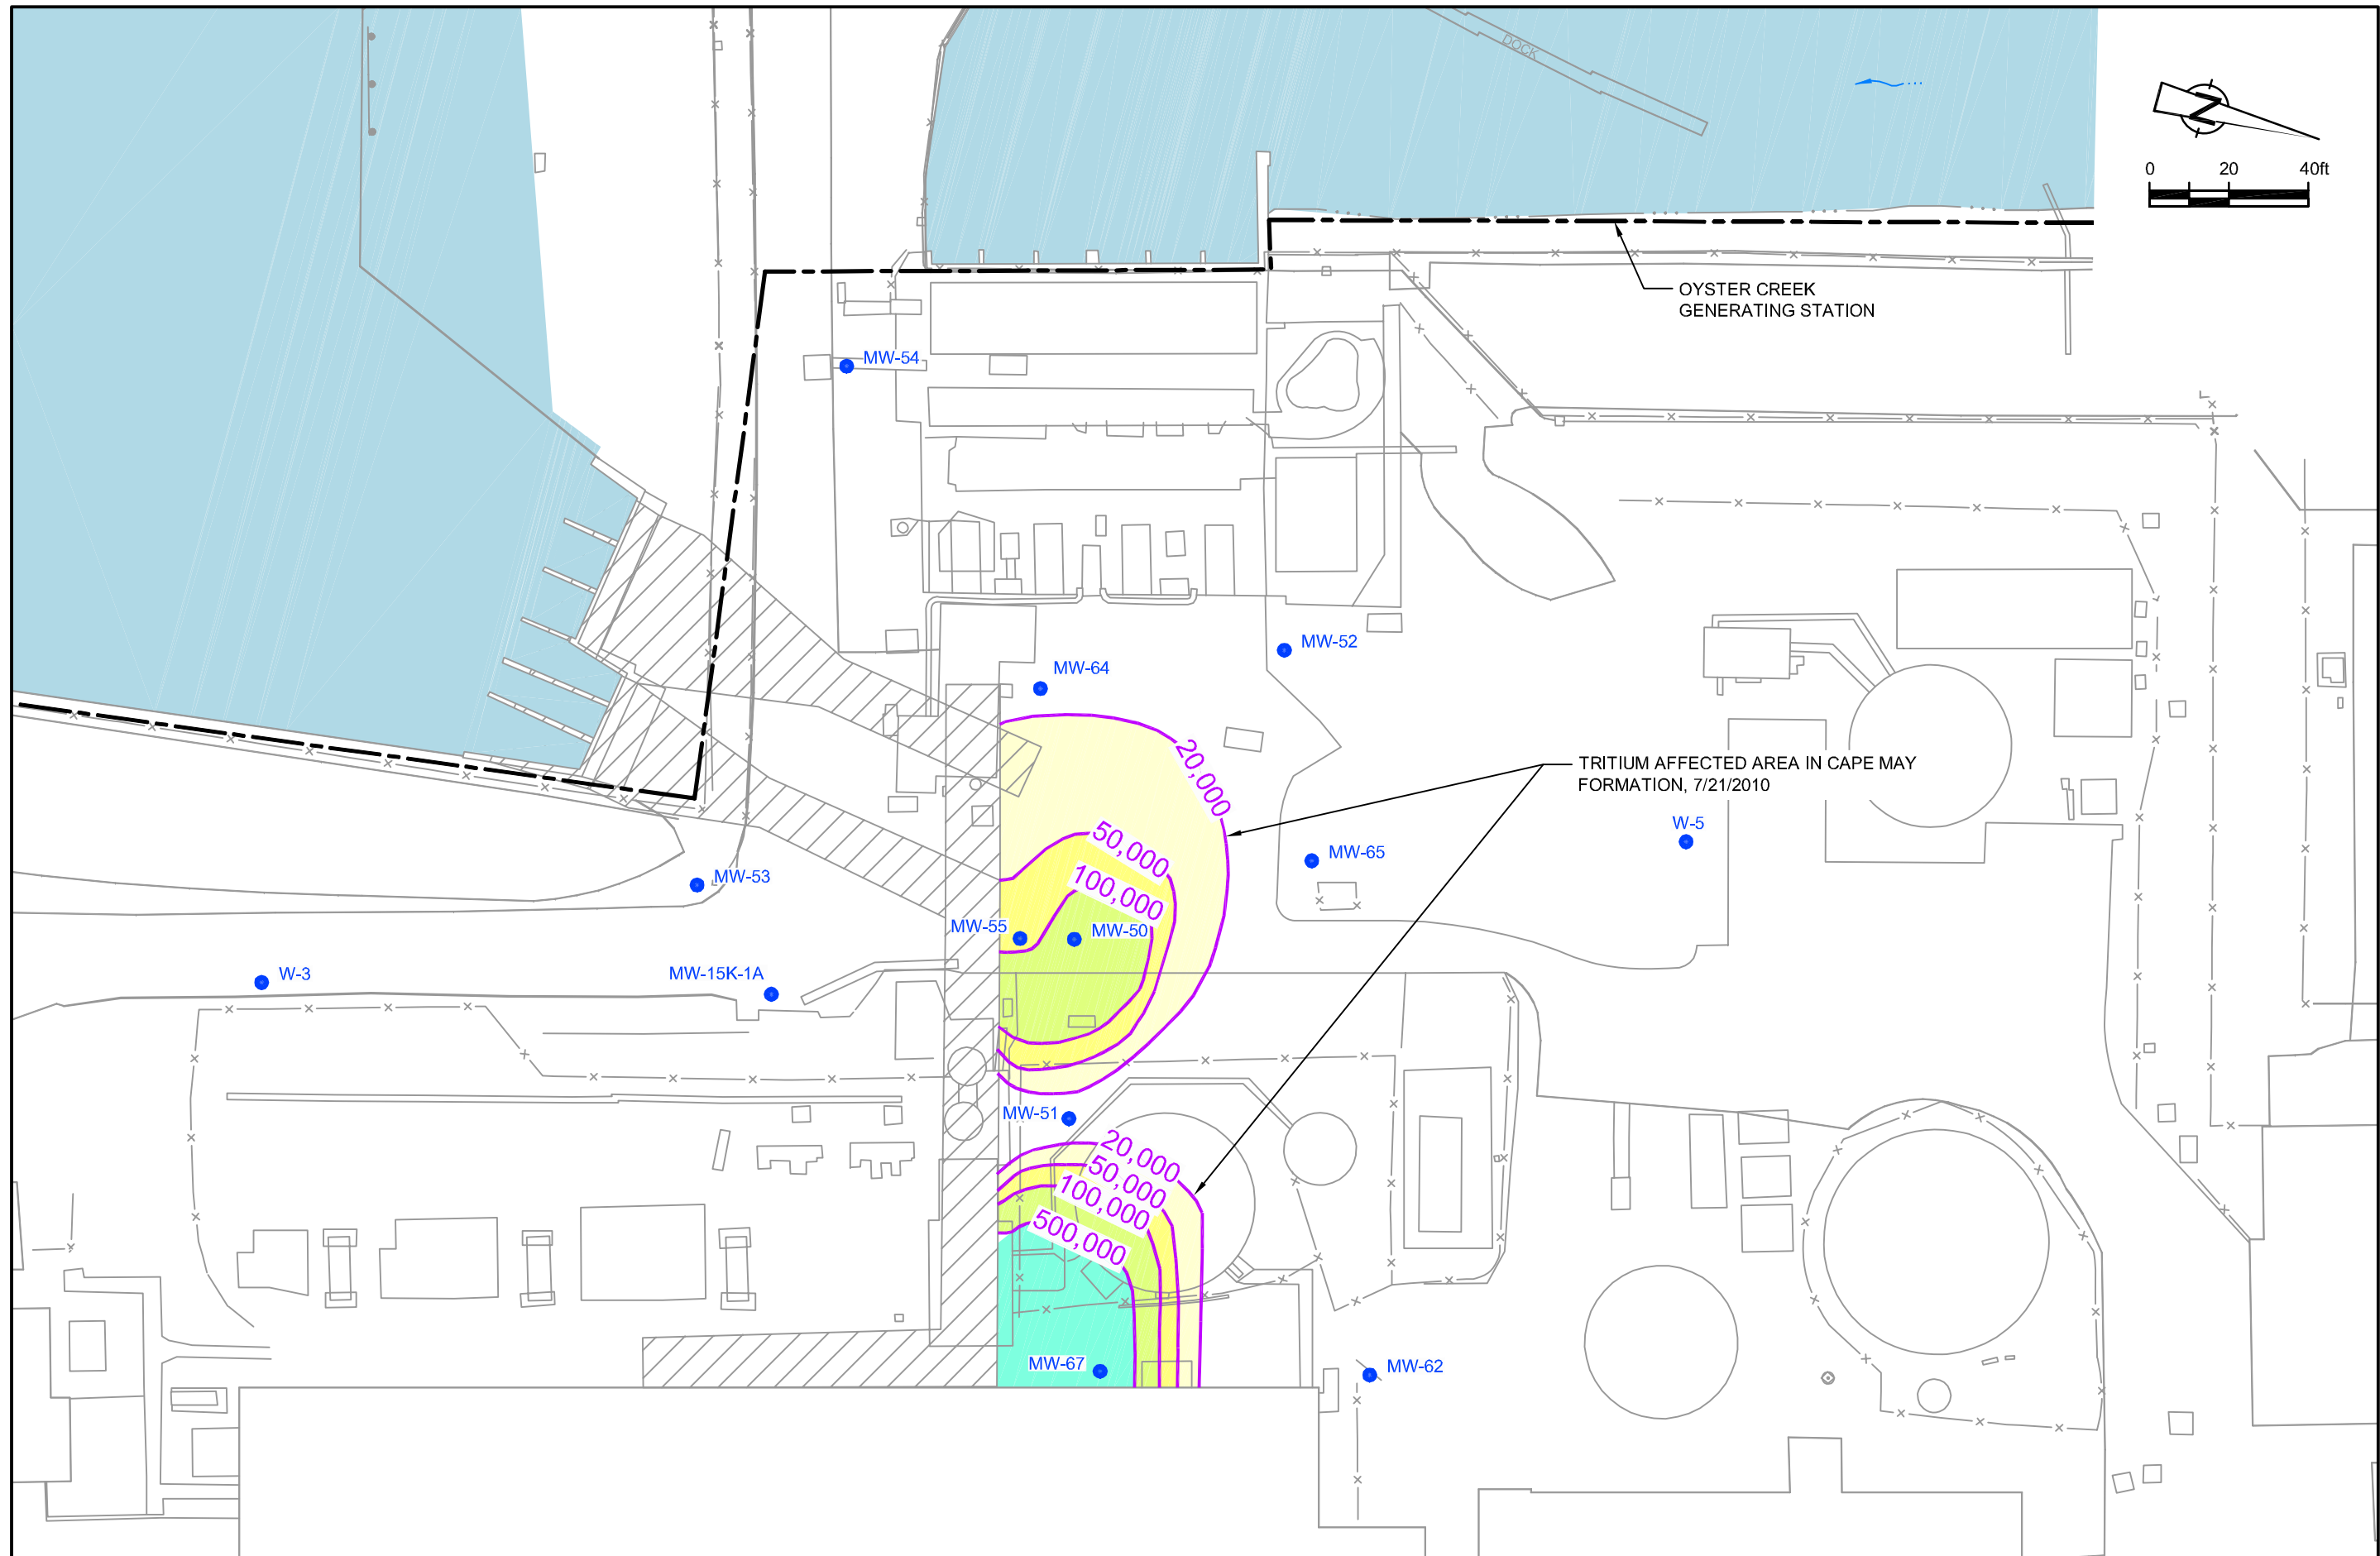 DOCK
N
0 20 40ft
OYSTER CREEK
GENERATING STATION
MW-54
MW-52
MW-64
20,000
TRITIUM AFFECTED AREA IN CAPE MAY
FORMATION, 7/21/2010
W-5
50,000
MW-65
100,000
MW-53
MW-55
MW-50
W-3
MW-15K-1A
MW-51
20,000
50,000
100,000
500,000
MW-67
MW-62